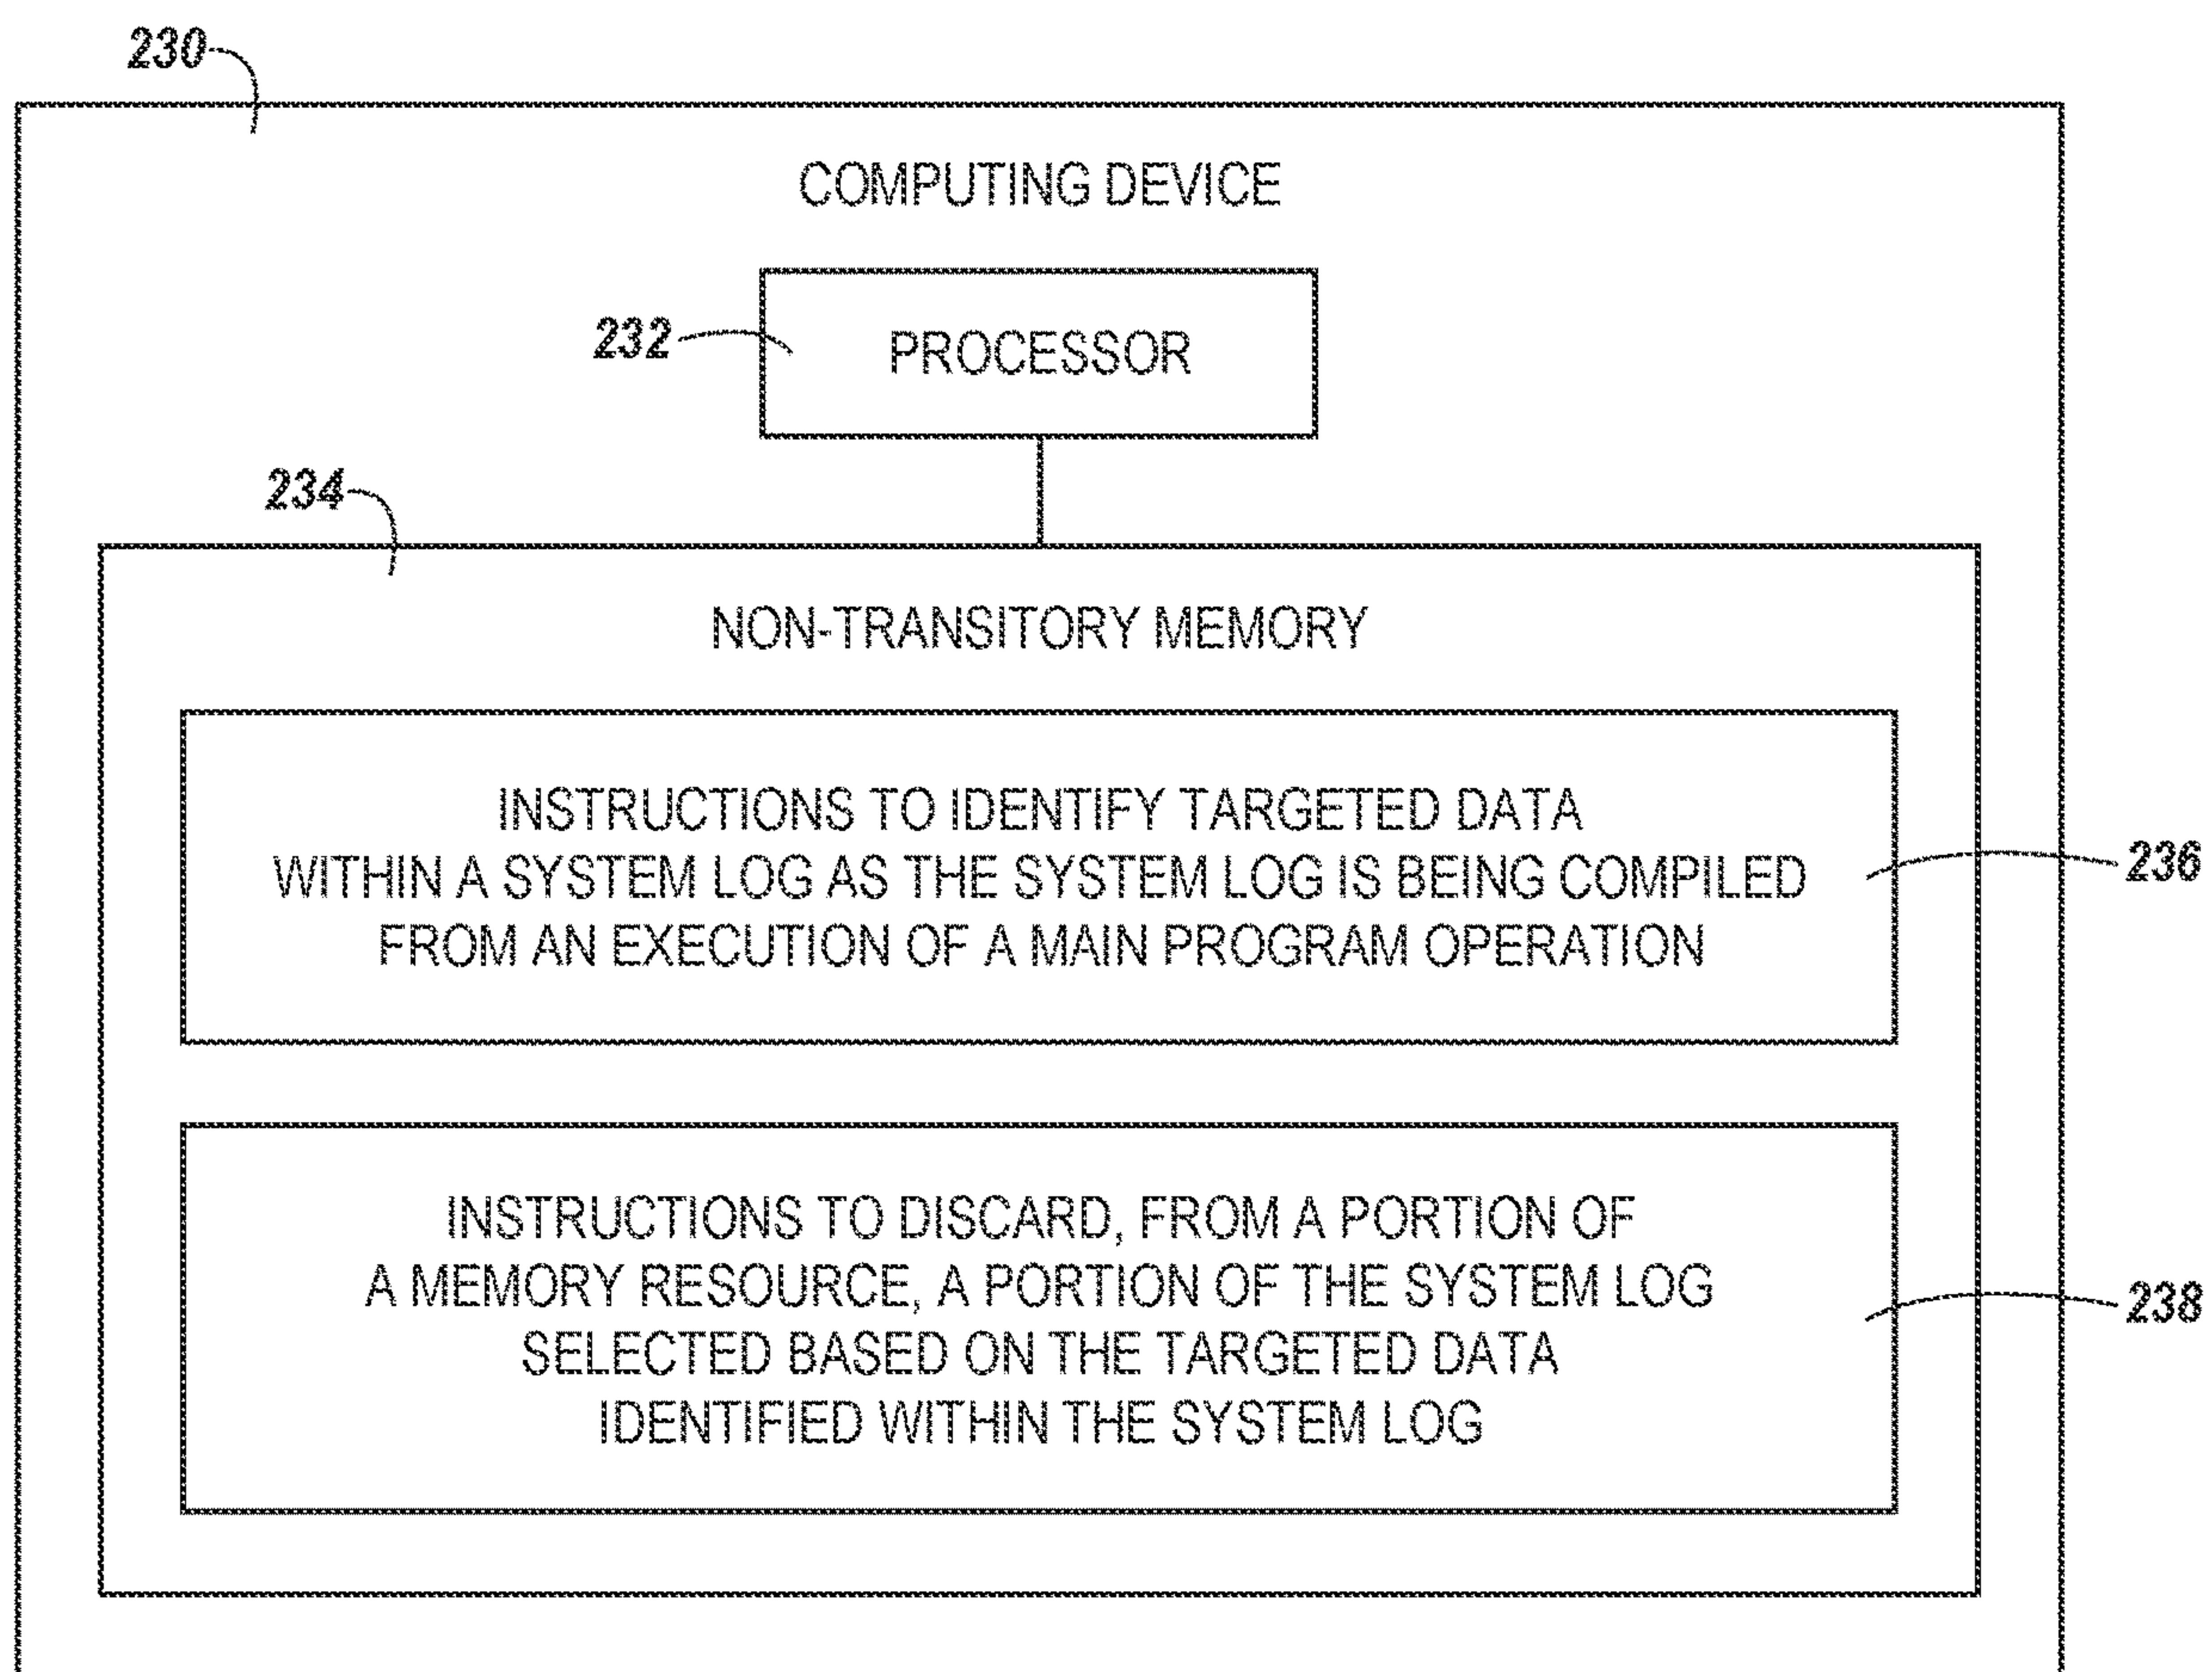 230
COMPUTING DEVICE
232
PROCESSOR
234
NON-TRANSITORY MEMORY
INSTRUCTIONS TO IDENTIFY TARGETED DATA
WITHIN A SYSTEM LOG AS THE SYSTEM LOG IS BEING COMPILED
FROM AN EXECUTION OF A MAIN PROGRAM OPERATION
236
INSTRUCTIONS TO DISCARD, FROM A PORTION OF
A MEMORY RESOURCE, A PORTION OF THE SYSTEM LOG
SELECTED BASED ON THE TARGETED DATA
IDENTIFIED WITHIN THE SYSTEM LOG
238